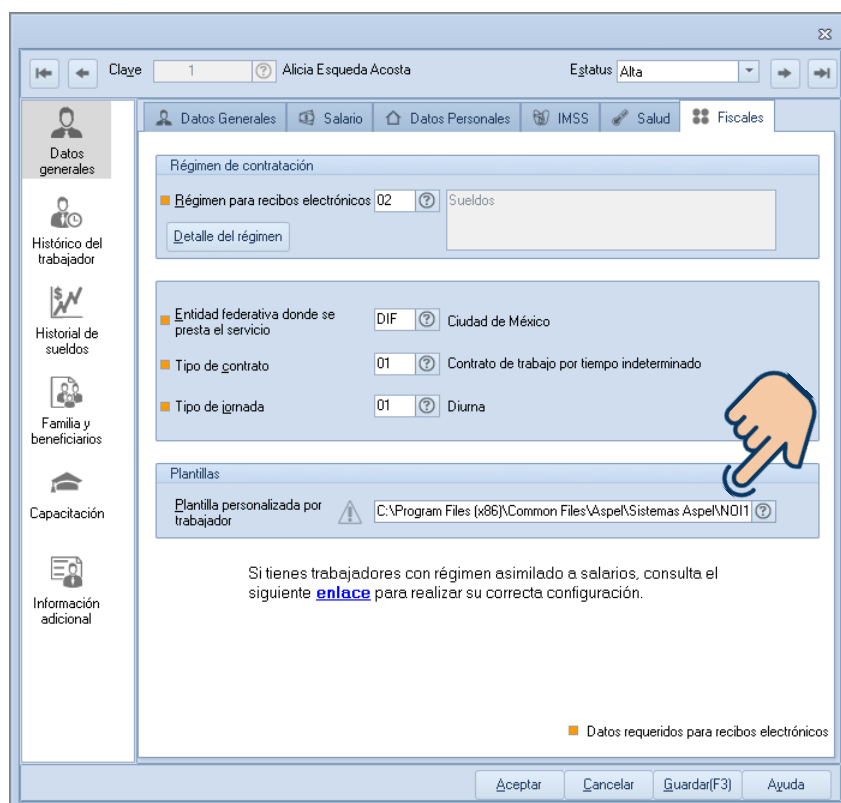 Clave 1 Alicia Esqueda Acosta Estatus Alta
Datos Generales Salario Datos Personales IMSS Salud Fiscales
Datos
generales
Histórico del
trabajador
Historial de
sueldos
Familia y
beneficiarios
Capacitación
Información
adicional
Régimen de contratación
Régimen para recibos electrónicos 02 Sueldos
Detalle del régimen
Entidad federativa donde se
presta el servicio
DIF Ciudad de México
Tipo de contrato 01 Contrato de trabajo por tiempo indeterminado
Tipo de jornada 01 Diurna
Plantillas
Plantilla personalizada por
trabajador
C:\Program Files (x86)\Common Files\Aspel\Sistemas Aspel\NOI1
Si tienes trabajadores con régimen asimilado a salarios, consulta el
siguiente enlace para realizar su correcta configuración.
Datos requeridos para recibos electrónicos
Aceptar Cancelar Guardar(F3) Ayuda